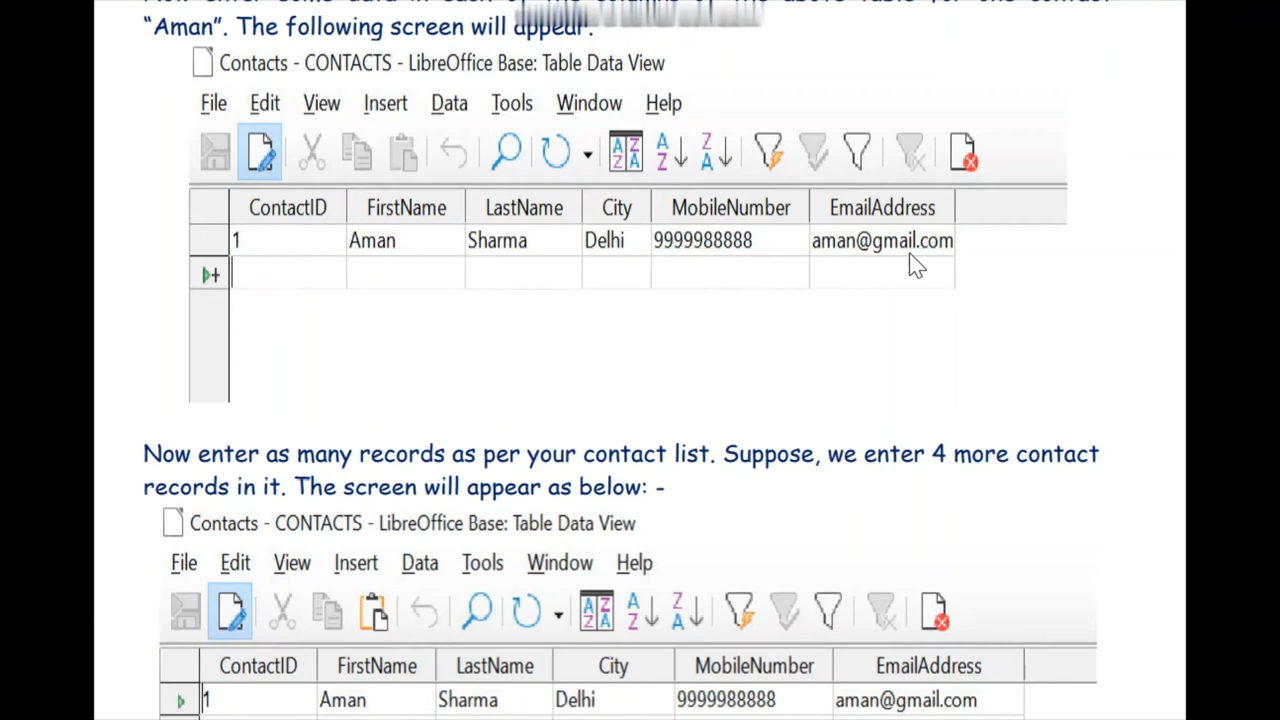 "Aman". The following screen will appear.
Contacts - CONTACTS - LibreOffice Base: Table Data View
File Edit View Insert Data Tools Window Help
ContactID FirstName LastName City MobileNumber EmailAddress
1 Aman Sharma Delhi 9999988888 aman@gmail.com
Now enter as many records as per your contact list. Suppose, we enter 4 more contact
records in it. The screen will appear as below: -
Contacts - CONTACTS - LibreOffice Base: Table Data View
File Edit View Insert Data Tools Window Help
ContactID FirstName LastName City MobileNumber EmailAddress
1 Aman Sharma Delhi 9999988888 aman@gmail.com